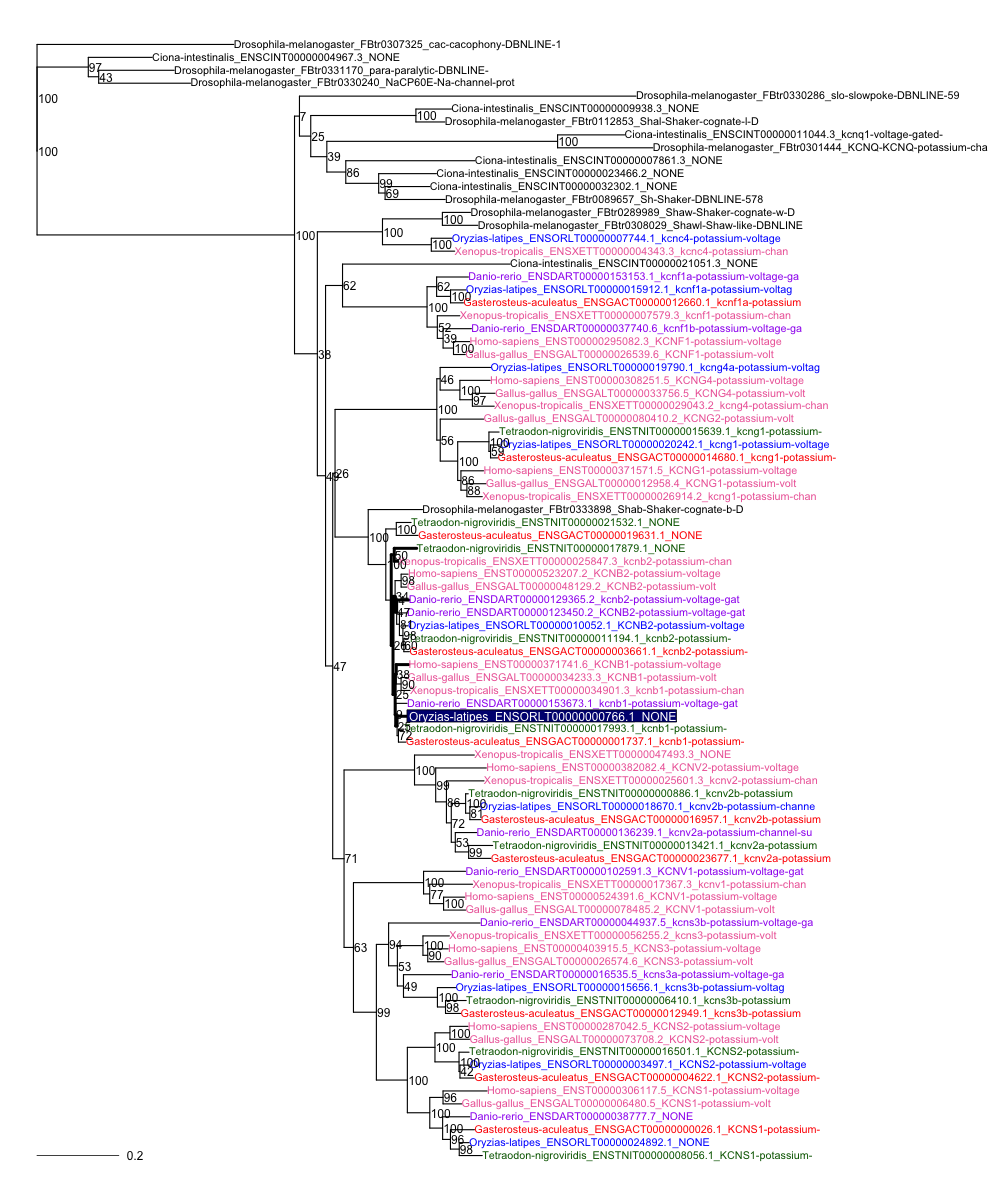 Drosophila-melanogaster_FBtr0307325_cac-cacophony-DBNLINE-1
Ciona-intestinalis_ENSCINT00000004967.3_NONE
97
Drosophila-melanogaster_FBtr0331170_para-paralytic-DBNLINE-
43
Drosophila-melanogaster_FBtr0330240_NaCP60E-Na-channel-prot
100
Drosophila-melanogaster_FBtr0330286_slo-slowpoke-DBNLINE-59
Ciona-intestinalis_ENSCINT00000009938.3_NONE
7
100
Drosophila-melanogaster_FBtr0112853_Shal-Shaker-cognate-l-D
25
Ciona-intestinalis_ENSCINT00000011044.3_kcnq1-voltage-gated-
100
100
Drosophila-melanogaster_FBtr0301444_KCNQ-KCNQ-potassium-cha
39
Ciona-intestinalis_ENSCINT00000007861.3_NONE
86
Ciona-intestinalis_ENSCINT00000023466.2_NONE
99
Ciona-intestinalis_ENSCINT00000032302.1_NONE
69
Drosophila-melanogaster_FBtr0089657_Sh-Shaker-DBNLINE-578
Drosophila-melanogaster_FBtr0289989_Shaw-Shaker-cognate-w-D
100
Drosophila-melanogaster_FBtr0308029_Shawl-Shaw-like-DBNLINE
100
100
Oryzias-latipes_ENSORLT00000007744.1_kcnc4-potassium-voltage
100
Xenopus-tropicalis_ENSXETT00000004343.3_kcnc4-potassium-chan
Ciona-intestinalis_ENSCINT00000021051.3_NONE
Danio-rerio_ENSDART00000153153.1_kcnf1a-potassium-voltage-ga
62
62
Oryzias-latipes_ENSORLT00000015912.1_kcnf1a-potassium-voltag
100
Gasterosteus-aculeatus_ENSGACT00000012660.1_kcnf1a-potassium
100
Xenopus-tropicalis_ENSXETT00000007579.3_kcnf1-potassium-chan
52
Danio-rerio_ENSDART00000037740.6_kcnf1b-potassium-voltage-ga
39
Homo-sapiens_ENST00000295082.3_KCNF1-potassium-voltage
100
Gallus-gallus_ENSGALT00000026539.6_KCNF1-potassium-volt
38
Oryzias-latipes_ENSORLT00000019790.1_kcng4a-potassium-voltag
46
Homo-sapiens_ENST00000308251.5_KCNG4-potassium-voltage
100
Gallus-gallus_ENSGALT00000033756.5_KCNG4-potassium-volt
97
Xenopus-tropicalis_ENSXETT00000029043.2_kcng4-potassium-chan
100
Gallus-gallus_ENSGALT00000080410.2_KCNG2-potassium-volt
Tetraodon-nigroviridis_ENSTNIT00000015639.1_kcng1-potassium-
56
100
Oryzias-latipes_ENSORLT00000020242.1_kcng1-potassium-voltage
59
Gasterosteus-aculeatus_ENSGACT00000014680.1_kcng1-potassium-
100
Homo-sapiens_ENST00000371571.5_KCNG1-potassium-voltage
49
26
86
Gallus-gallus_ENSGALT00000012958.4_KCNG1-potassium-volt
88
Xenopus-tropicalis_ENSXETT00000026914.2_kcng1-potassium-chan
Drosophila-melanogaster_FBtr0333898_Shab-Shaker-cognate-b-D
Tetraodon-nigroviridis_ENSTNIT00000021532.1_NONE
100
100
Gasterosteus-aculeatus_ENSGACT00000019631.1_NONE
Tetraodon-nigroviridis_ENSTNIT00000017879.1_NONE
50
100
Xenopus-tropicalis_ENSXETT00000025847.3_kcnb2-potassium-chan
Homo-sapiens_ENST00000523207.2_KCNB2-potassium-voltage
98
Gallus-gallus_ENSGALT00000048129.2_KCNB2-potassium-volt
34
Danio-rerio_ENSDART00000129365.2_kcnb2-potassium-voltage-gat
47
Danio-rerio_ENSDART00000123450.2_KCNB2-potassium-voltage-gat
81
Oryzias-latipes_ENSORLT00000010052.1_KCNB2-potassium-voltage
98
Tetraodon-nigroviridis_ENSTNIT00000011194.1_kcnb2-potassium-
60
Gasterosteus-aculeatus_ENSGACT00000003661.1_kcnb2-potassium-
Homo-sapiens_ENST00000371741.6_KCNB1-potassium-voltage
47
38
Gallus-gallus_ENSGALT00000034233.3_KCNB1-potassium-volt
90
Xenopus-tropicalis_ENSXETT00000034901.3_kcnb1-potassium-chan
25
Danio-rerio_ENSDART00000153673.1_kcnb1-potassium-voltage-gat
Oryzias-latipes_ENSORLT00000000766.1_NONE
Tetraodon-nigroviridis_ENSTNIT00000017993.1_kcnb1-potassium-
72
Gasterosteus-aculeatus_ENSGACT00000001737.1_kcnb1-potassium-
Xenopus-tropicalis_ENSXETT00000047493.3_NONE
100
Homo-sapiens_ENST00000382082.4_KCNV2-potassium-voltage
99
Xenopus-tropicalis_ENSXETT00000025601.3_kcnv2-potassium-chan
Tetraodon-nigroviridis_ENSTNIT00000000886.1_kcnv2b-potassium
86
100
Oryzias-latipes_ENSORLT00000018670.1_kcnv2b-potassium-channe
81
Gasterosteus-aculeatus_ENSGACT00000016957.1_kcnv2b-potassium
72
Danio-rerio_ENSDART00000136239.1_kcnv2a-potassium-channel-su
53
Tetraodon-nigroviridis_ENSTNIT00000013421.1_kcnv2a-potassium
99
Gasterosteus-aculeatus_ENSGACT00000023677.1_kcnv2a-potassium
71
Danio-rerio_ENSDART00000102591.3_KCNV1-potassium-voltage-gat
100
Xenopus-tropicalis_ENSXETT00000017367.3_kcnv1-potassium-chan
77
Homo-sapiens_ENST00000524391.6_KCNV1-potassium-voltage
100
Gallus-gallus_ENSGALT00000078485.2_KCNV1-potassium-volt
Danio-rerio_ENSDART00000044937.5_kcns3b-potassium-voltage-ga
Xenopus-tropicalis_ENSXETT00000056255.2_kcns3-potassium-volt
63
94
100
Homo-sapiens_ENST00000403915.5_KCNS3-potassium-voltage
90
Gallus-gallus_ENSGALT00000026574.6_KCNS3-potassium-volt
53
Danio-rerio_ENSDART00000016535.5_kcns3a-potassium-voltage-ga
49
Oryzias-latipes_ENSORLT00000015656.1_kcns3b-potassium-voltag
100
Tetraodon-nigroviridis_ENSTNIT00000006410.1_kcns3b-potassium
98
Gasterosteus-aculeatus_ENSGACT00000012949.1_kcns3b-potassium
99
Homo-sapiens_ENST00000287042.5_KCNS2-potassium-voltage
100
Gallus-gallus_ENSGALT00000073708.2_KCNS2-potassium-volt
100
Tetraodon-nigroviridis_ENSTNIT00000016501.1_KCNS2-potassium-
100
Oryzias-latipes_ENSORLT00000003497.1_KCNS2-potassium-voltage
42
Gasterosteus-aculeatus_ENSGACT00000004622.1_KCNS2-potassium-
100
Homo-sapiens_ENST00000306117.5_KCNS1-potassium-voltage
96
Gallus-gallus_ENSGALT00000006480.5_KCNS1-potassium-volt
100
Danio-rerio_ENSDART00000038777.7_NONE
100
Gasterosteus-aculeatus_ENSGACT00000000026.1_KCNS1-potassium-
96
Oryzias-latipes_ENSORLT00000024892.1_NONE
98
Tetraodon-nigroviridis_ENSTNIT00000008056.1_KCNS1-potassium-
0.2